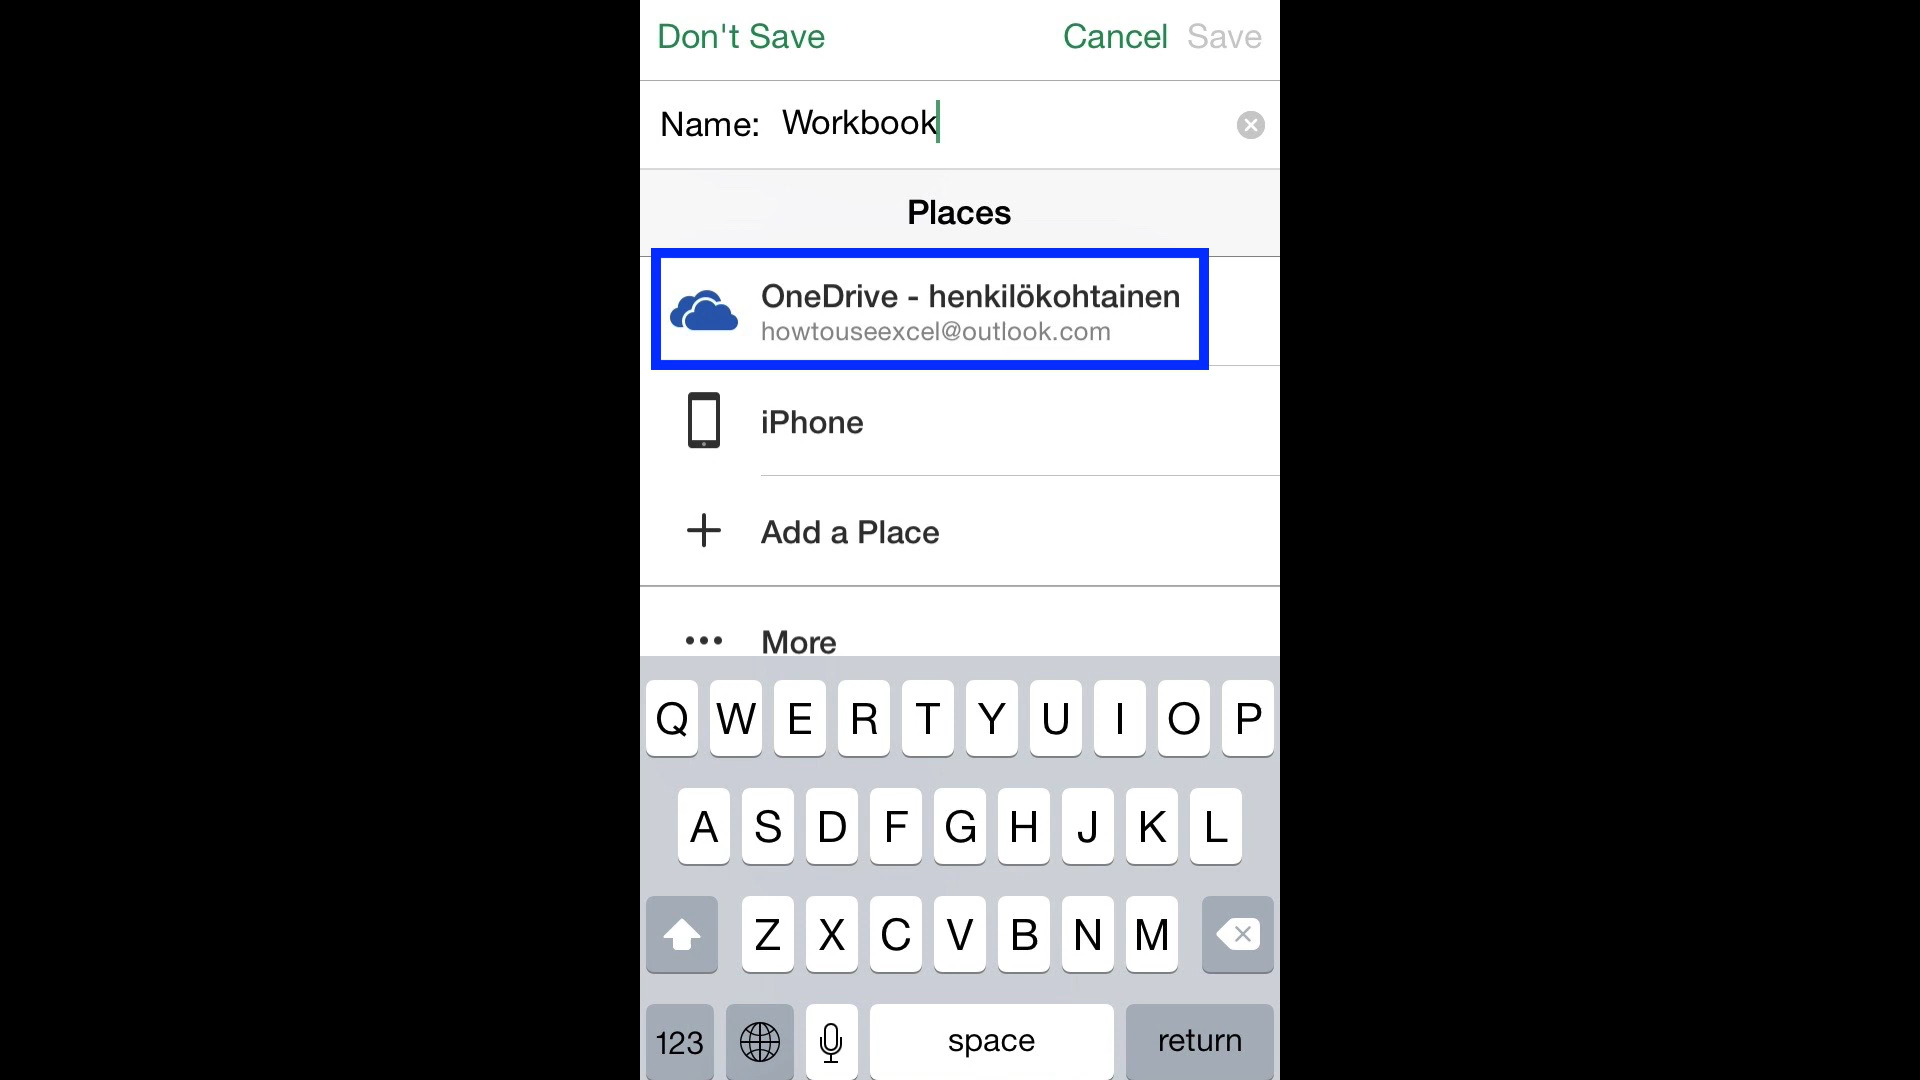 Don't Save Cancel Save
Name: Workbook
Places
OneDrive - henkilökohtainen
howtouseexcel@outlook.com
iPhone
Add a Place
More
Q W E R T Y U I O P
A S D F G H J K L
Z X C V B N M
123 space return